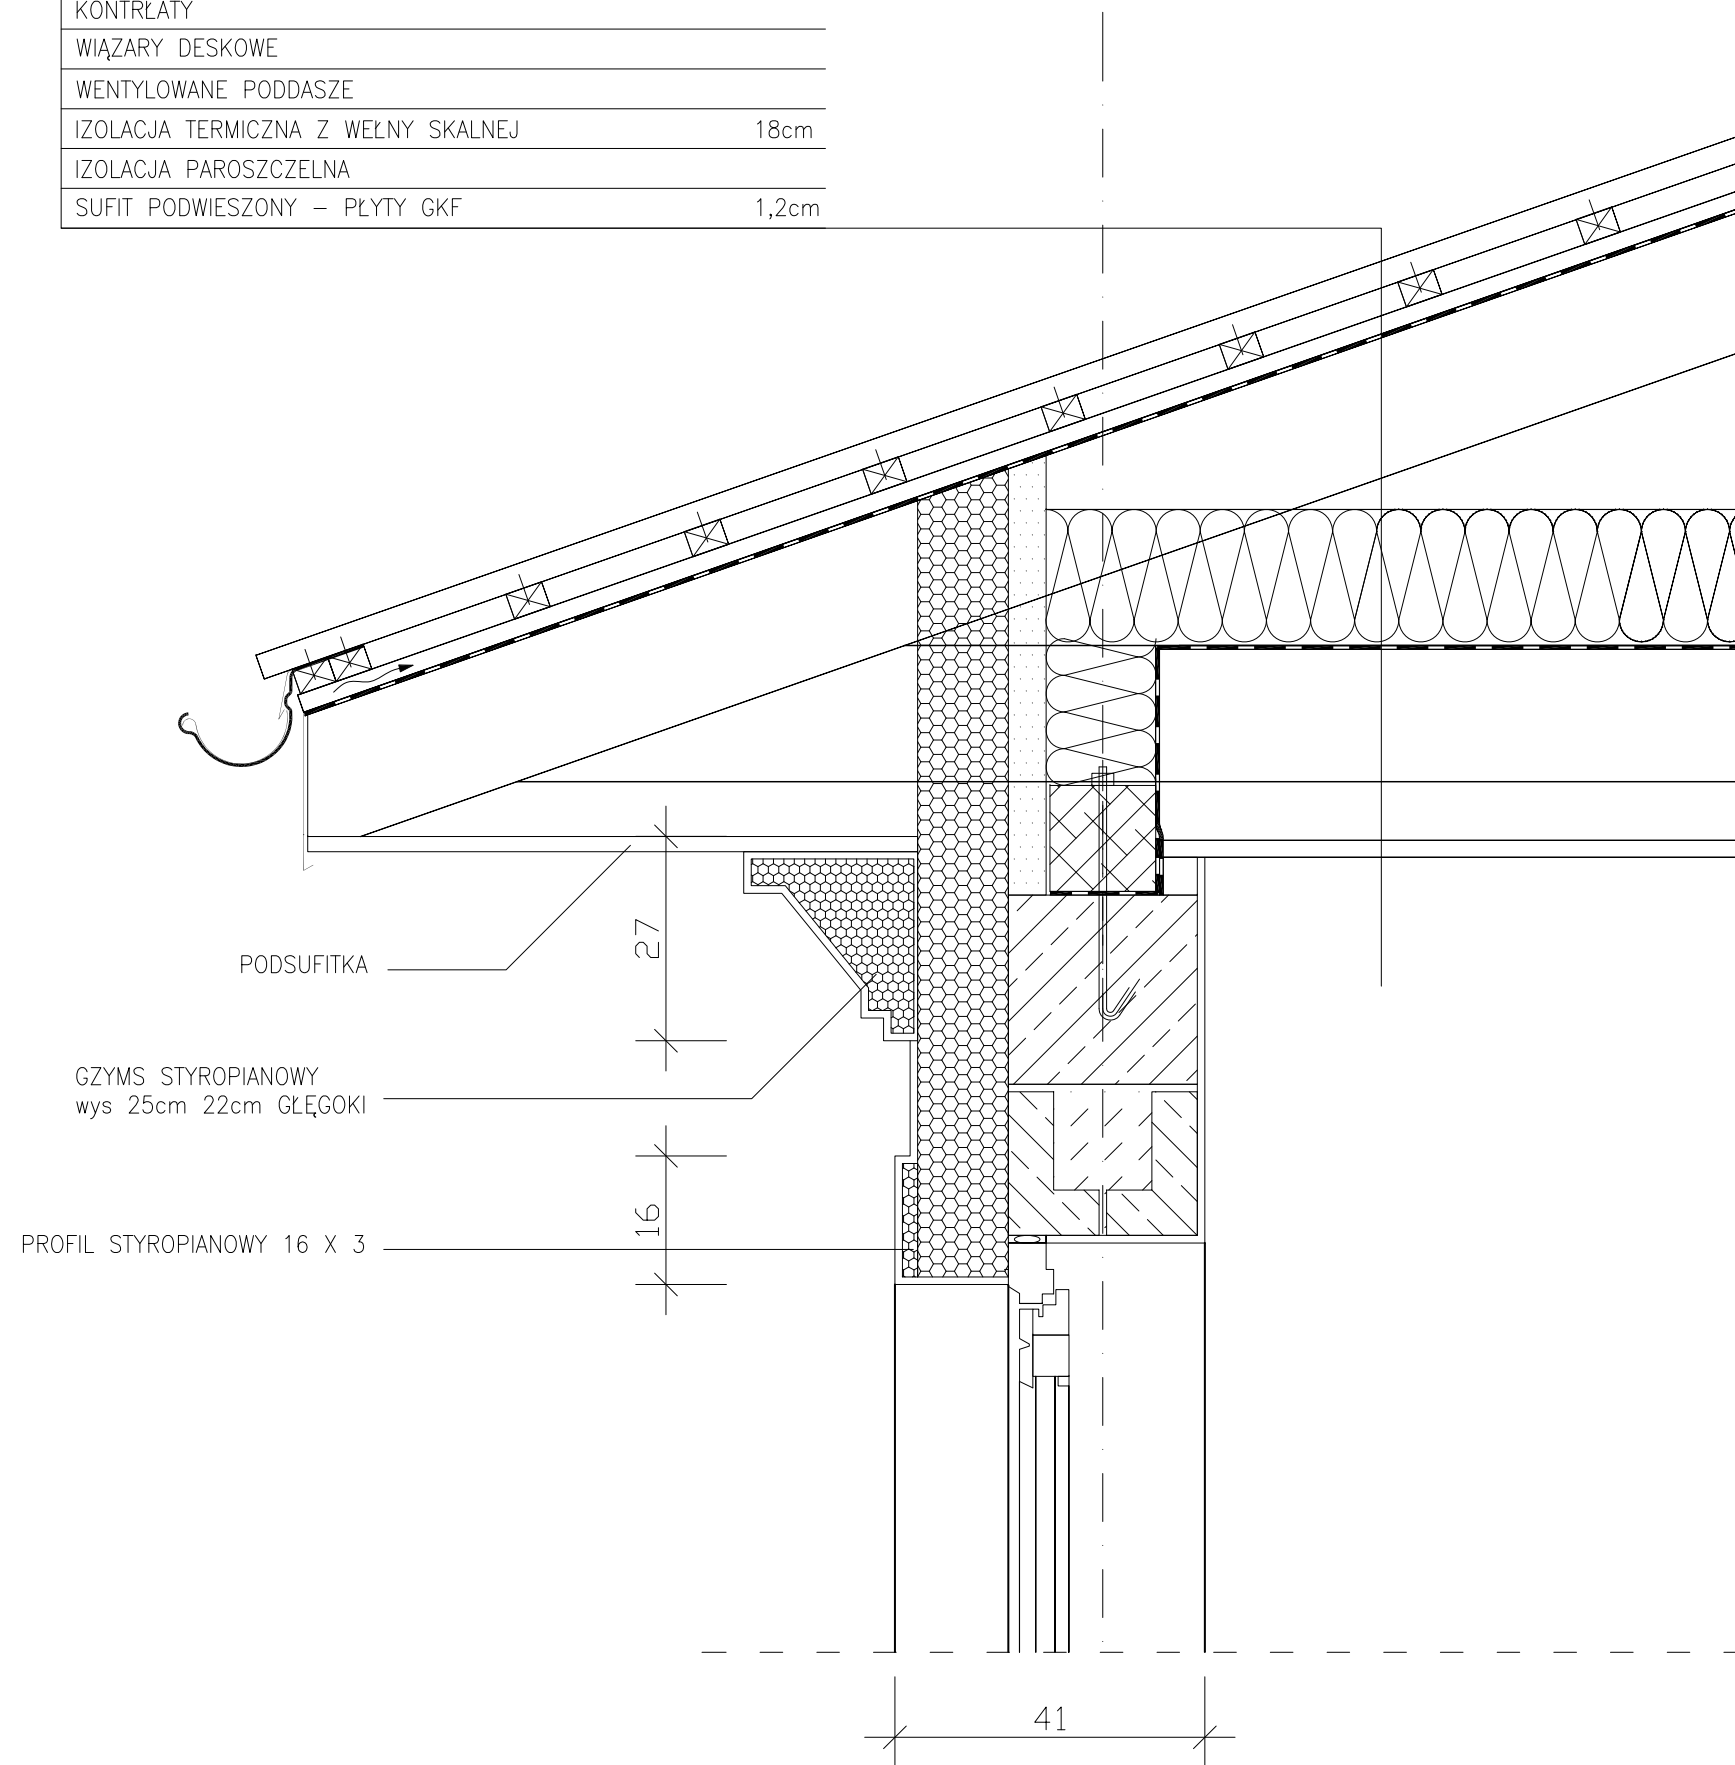 KONTRŁATY
WIĄZARY DESKOWE
WENTYLOWANE PODDASZE
IZOLACJA TERMICZNA Z WEŁNY SKALNEJ 18cm
IZOLACJA PAROSZCZELNA
SUFIT PODWIESZONY – PŁYTY GKF 1,2cm
27
PODSUFITKA
GZYMS STYROPIANOWY
wys 25cm 22cm GŁĘGOKI
16
PROFIL STYROPIANOWY 16 X 3
41